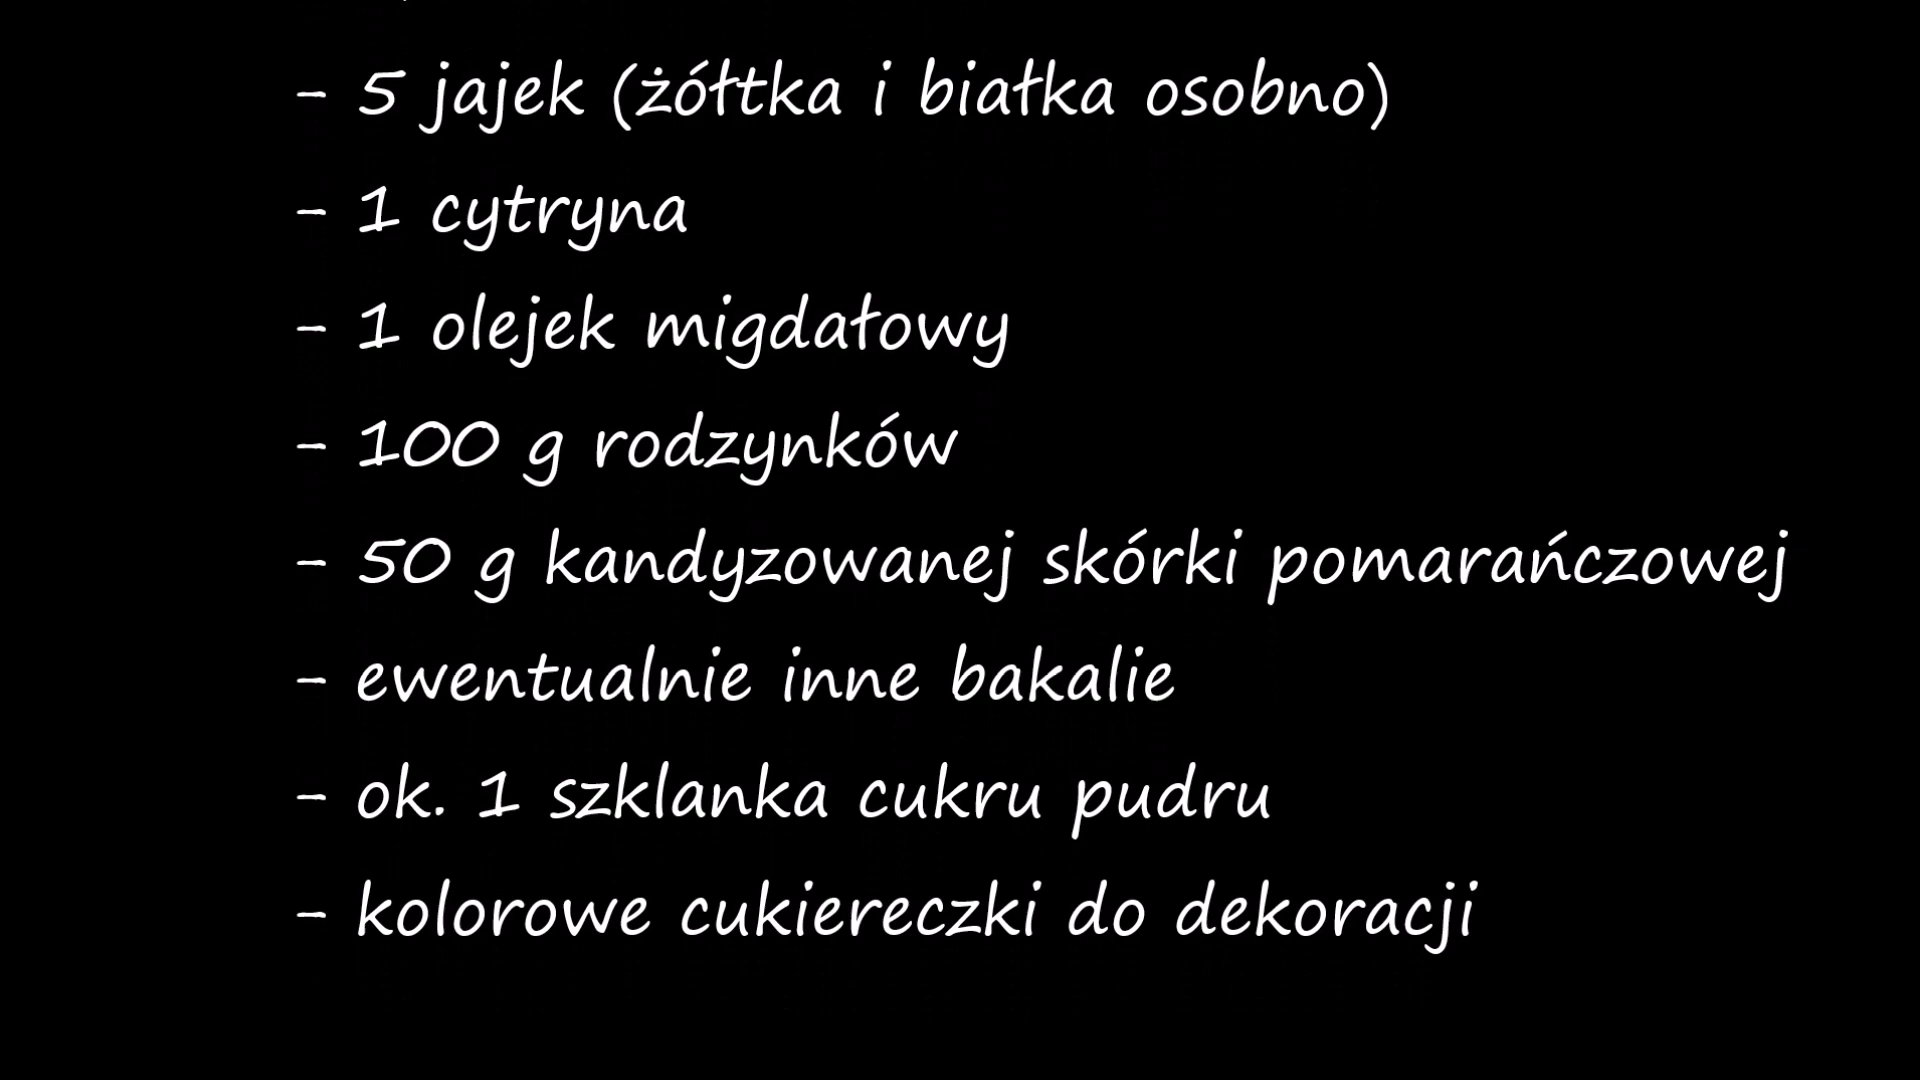 - 5 jajek (żółtka i białka osobno)
- 1 cytryna
- 1 olejek migdałowy
- 100 g rodzynków
- 50 g kandyzowanej skórki pomarańczowej
- ewentualnie inne bakalie
- ok. 1 szklanka cukru pudru
- kolorowe cukiereczki do dekoracji